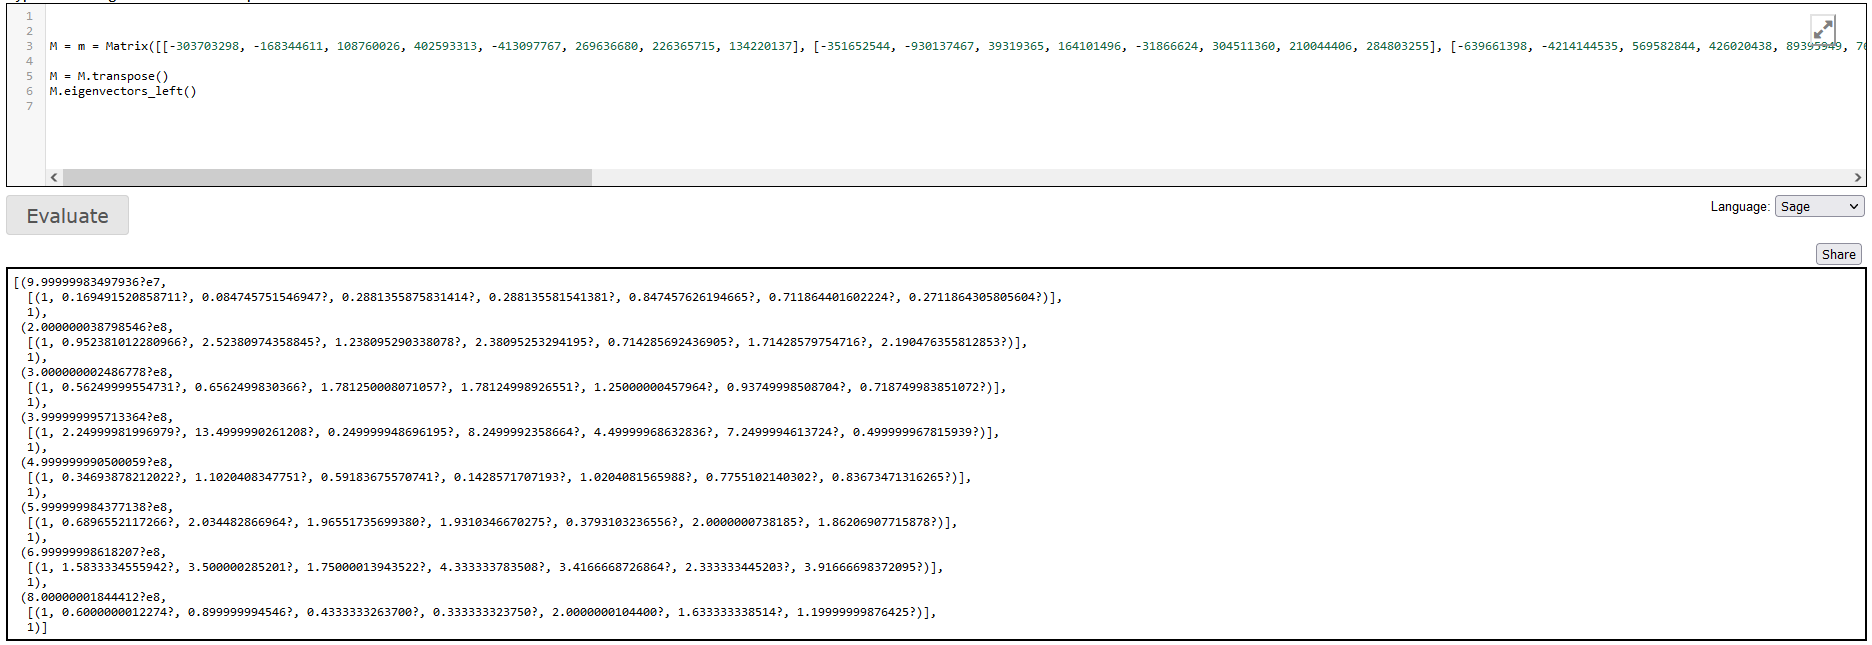 1
2
3 M = m = Matrix([[-303703298, -168344611, 108760026, 402593313, -413097767, 269636680, 226365715, 134220137], [-351652544, -930137467, 39319365, 164101496, -31866624, 304511360, 210044406, 284803255], [-639661398, -4214144535, 569582844, 426020438, 89395949, 76
4
5 M = M.transpose()
6 M.eigenvectors_left()
7
Evaluate
Language: Sage
Share
[(9.99999983497936?e7,
[(1, 0.169491520858711?, 0.084745751546947?, 0.2881355875831414?, 0.288135581541381?, 0.847457626194665?, 0.711864401602224?, 0.2711864305805604?)],
1),
(2.000000038798546?e8,
[(1, 0.952381012280966?, 2.52380974358845?, 1.238095290338078?, 2.38095253294195?, 0.714285692436905?, 1.71428579754716?, 2.190476355812853?)],
1),
(3.000000002486778?e8,
[(1, 0.56249999554731?, 0.6562499830366?, 1.781250008071057?, 1.78124998926551?, 1.25000000457964?, 0.93749998508704?, 0.718749983851072?)],
1),
(3.999999995713364?e8,
[(1, 2.24999981996979?, 13.4999990261208?, 0.249999948696195?, 8.2499992358664?, 4.49999968632836?, 7.2499994613724?, 0.499999967815939?)],
1),
(4.999999990500059?e8,
[(1, 0.34693878212022?, 1.1020408347751?, 0.59183675570741?, 0.1428571707193?, 1.0204081565988?, 0.7755102140302?, 0.83673471316265?)],
1),
(5.999999984377138?e8,
[(1, 0.6896552117266?, 2.034482866964?, 1.96551735699380?, 1.9310346670275?, 0.3793103236556?, 2.0000000738185?, 1.86206907715878?)],
1),
(6.99999998618207?e8,
[(1, 1.5833334555942?, 3.500000285201?, 1.75000013943522?, 4.333333783508?, 3.4166668726864?, 2.333333445203?, 3.91666698372095?)],
1),
(8.00000001844412?e8,
[(1, 0.6000000012274?, 0.899999994546?, 0.4333333263700?, 0.333333323750?, 2.0000000104400?, 1.633333338514?, 1.19999999876425?)],
1)]